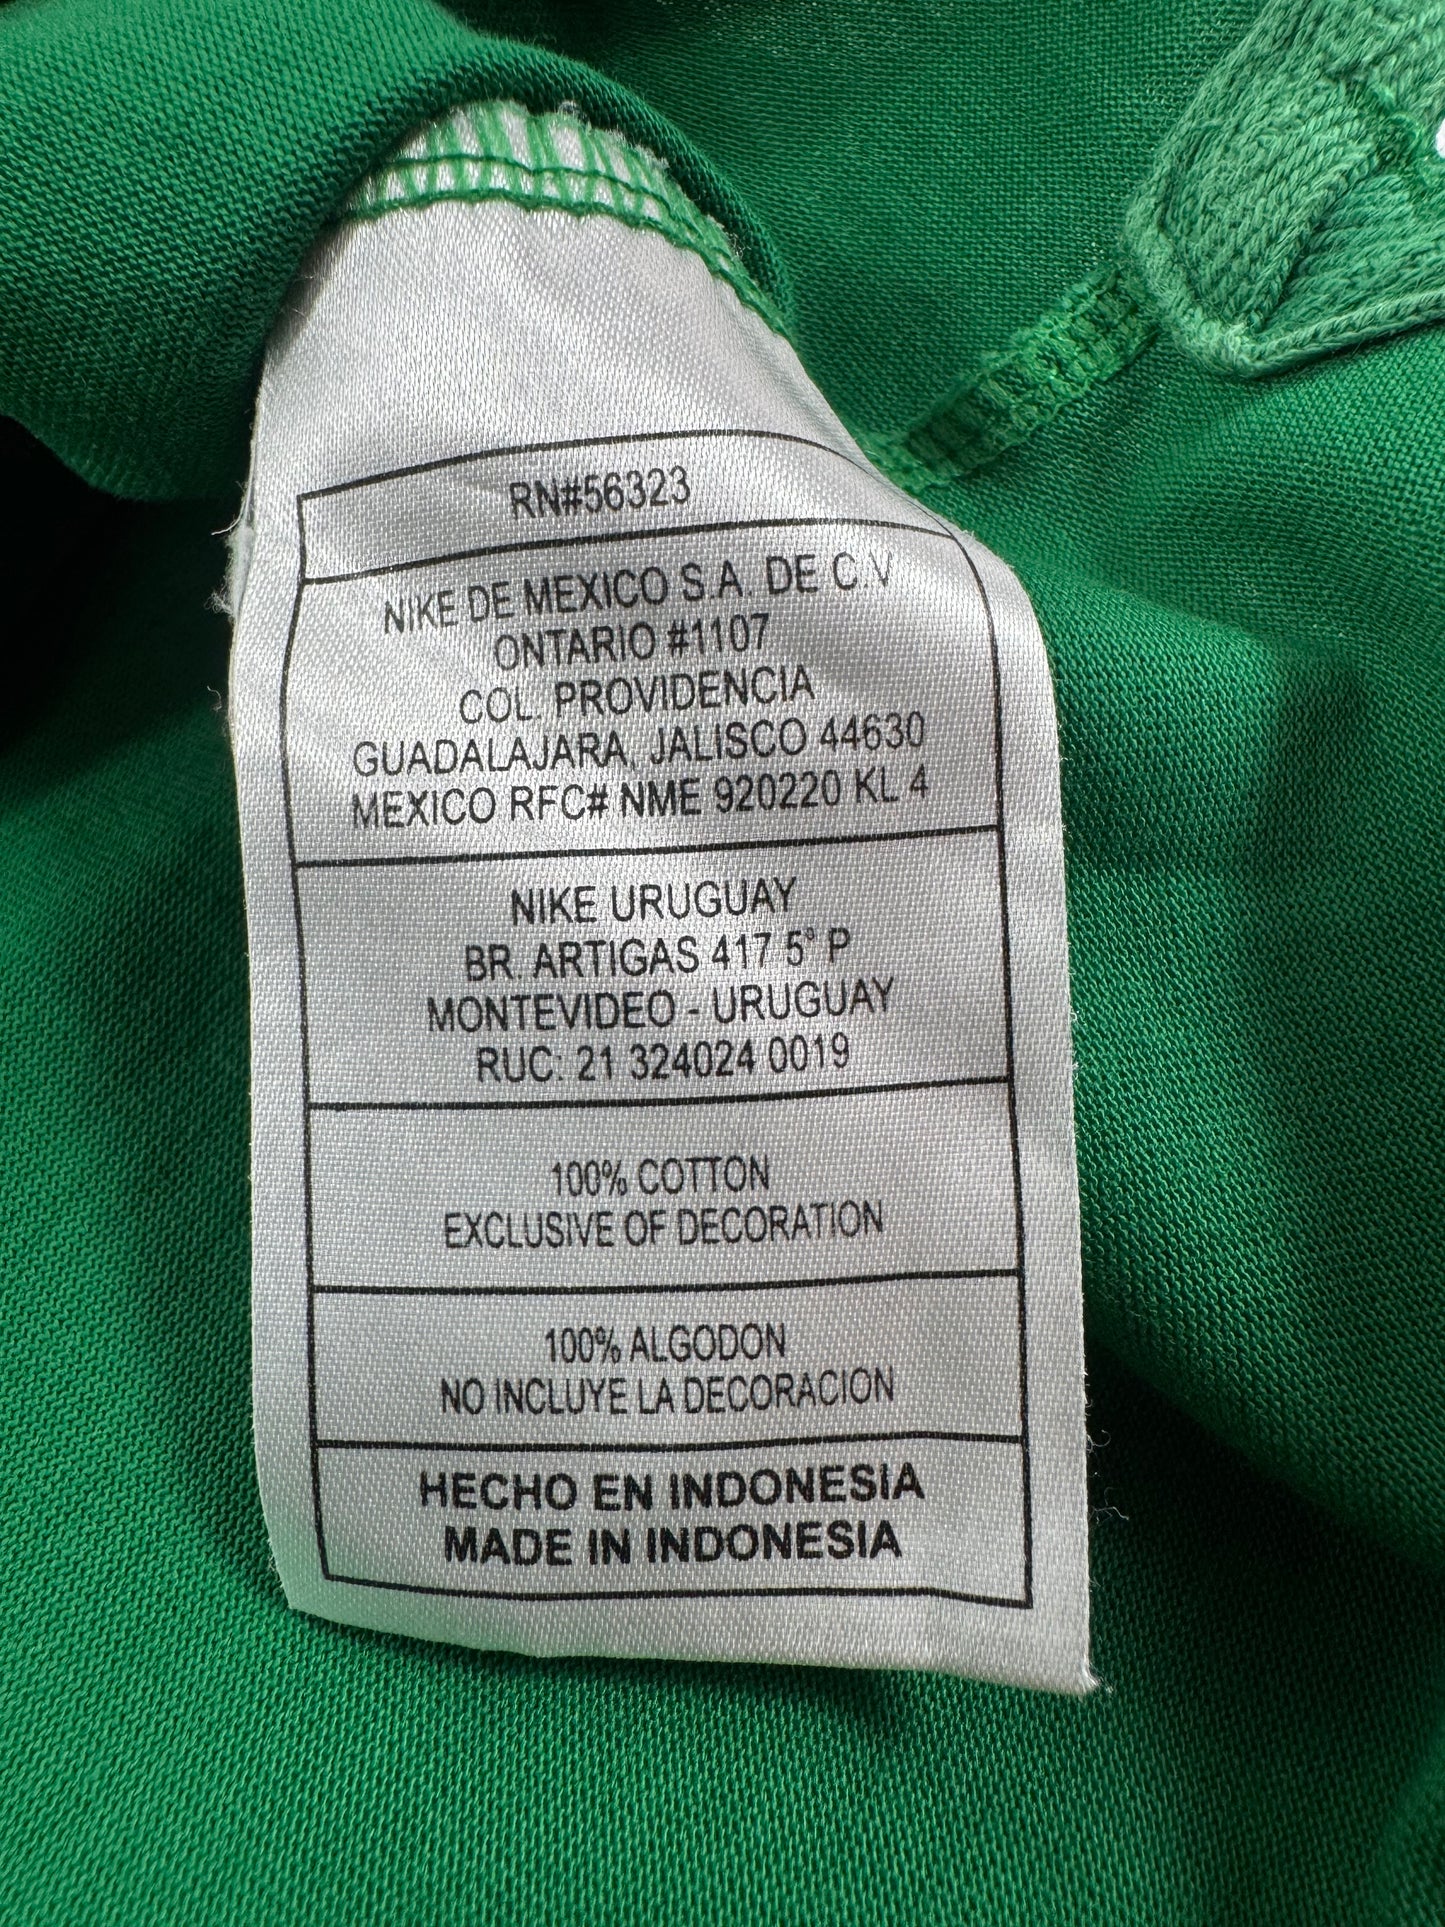 RN#56323
NIKE DE MEXICO S.A. DE C.V
ONTARIO #1107
COL. PROVIDENCIA
GUADALAJARA, JALISCO 44630
MEXICO RFC# NME 920220 KL 4
NIKE URUGUAY
BR. ARTIGAS 417 5° P
MONTEVIDEO - URUGUAY
RUC: 21 324024 0019
100% COTTON
EXCLUSIVE OF DECORATION
100% ALGODON
NO INCLUYE LA DECORACION
HECHO EN INDONESIA
MADE IN INDONESIA